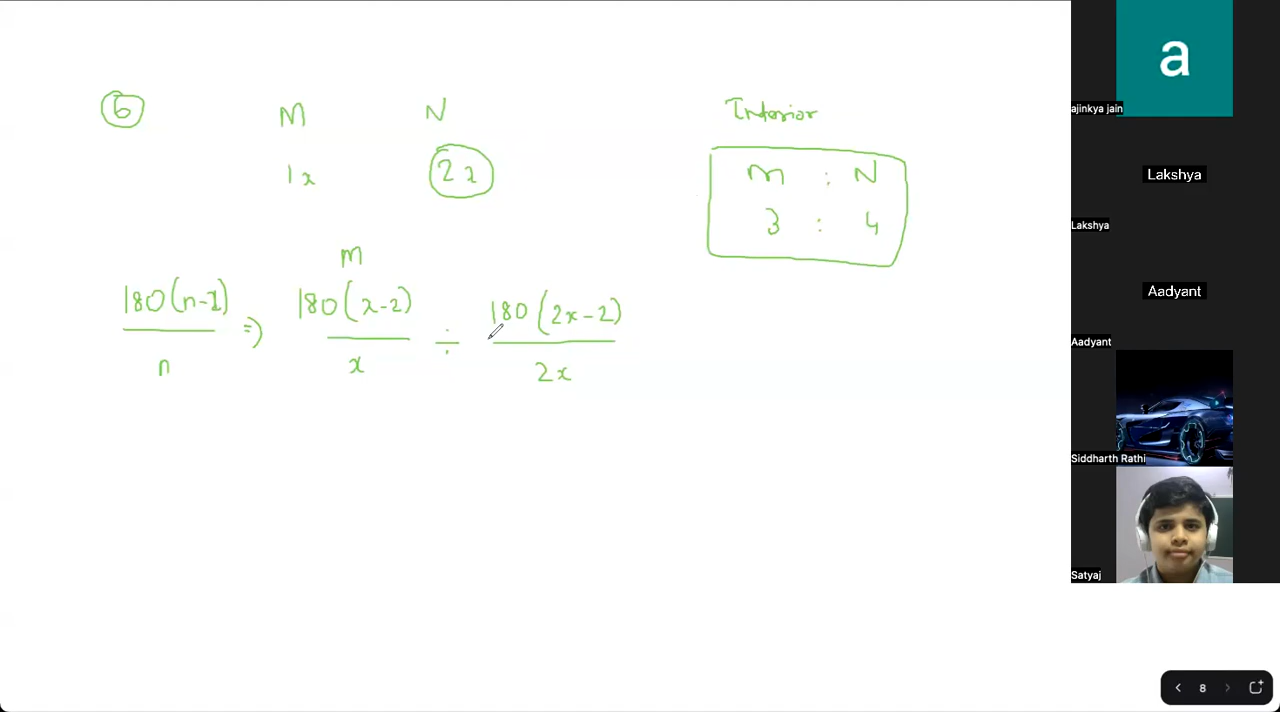 6 M N Interior
1x 2x M : N
3 : 4
M
180(n-2) => 180(x-2) ÷ 180(2x-2)
n x 2x
a
ajinkya jain
Lakshya
Lakshya
Aadyant
Aadyant
Siddharth Rathi
Satyaj
8